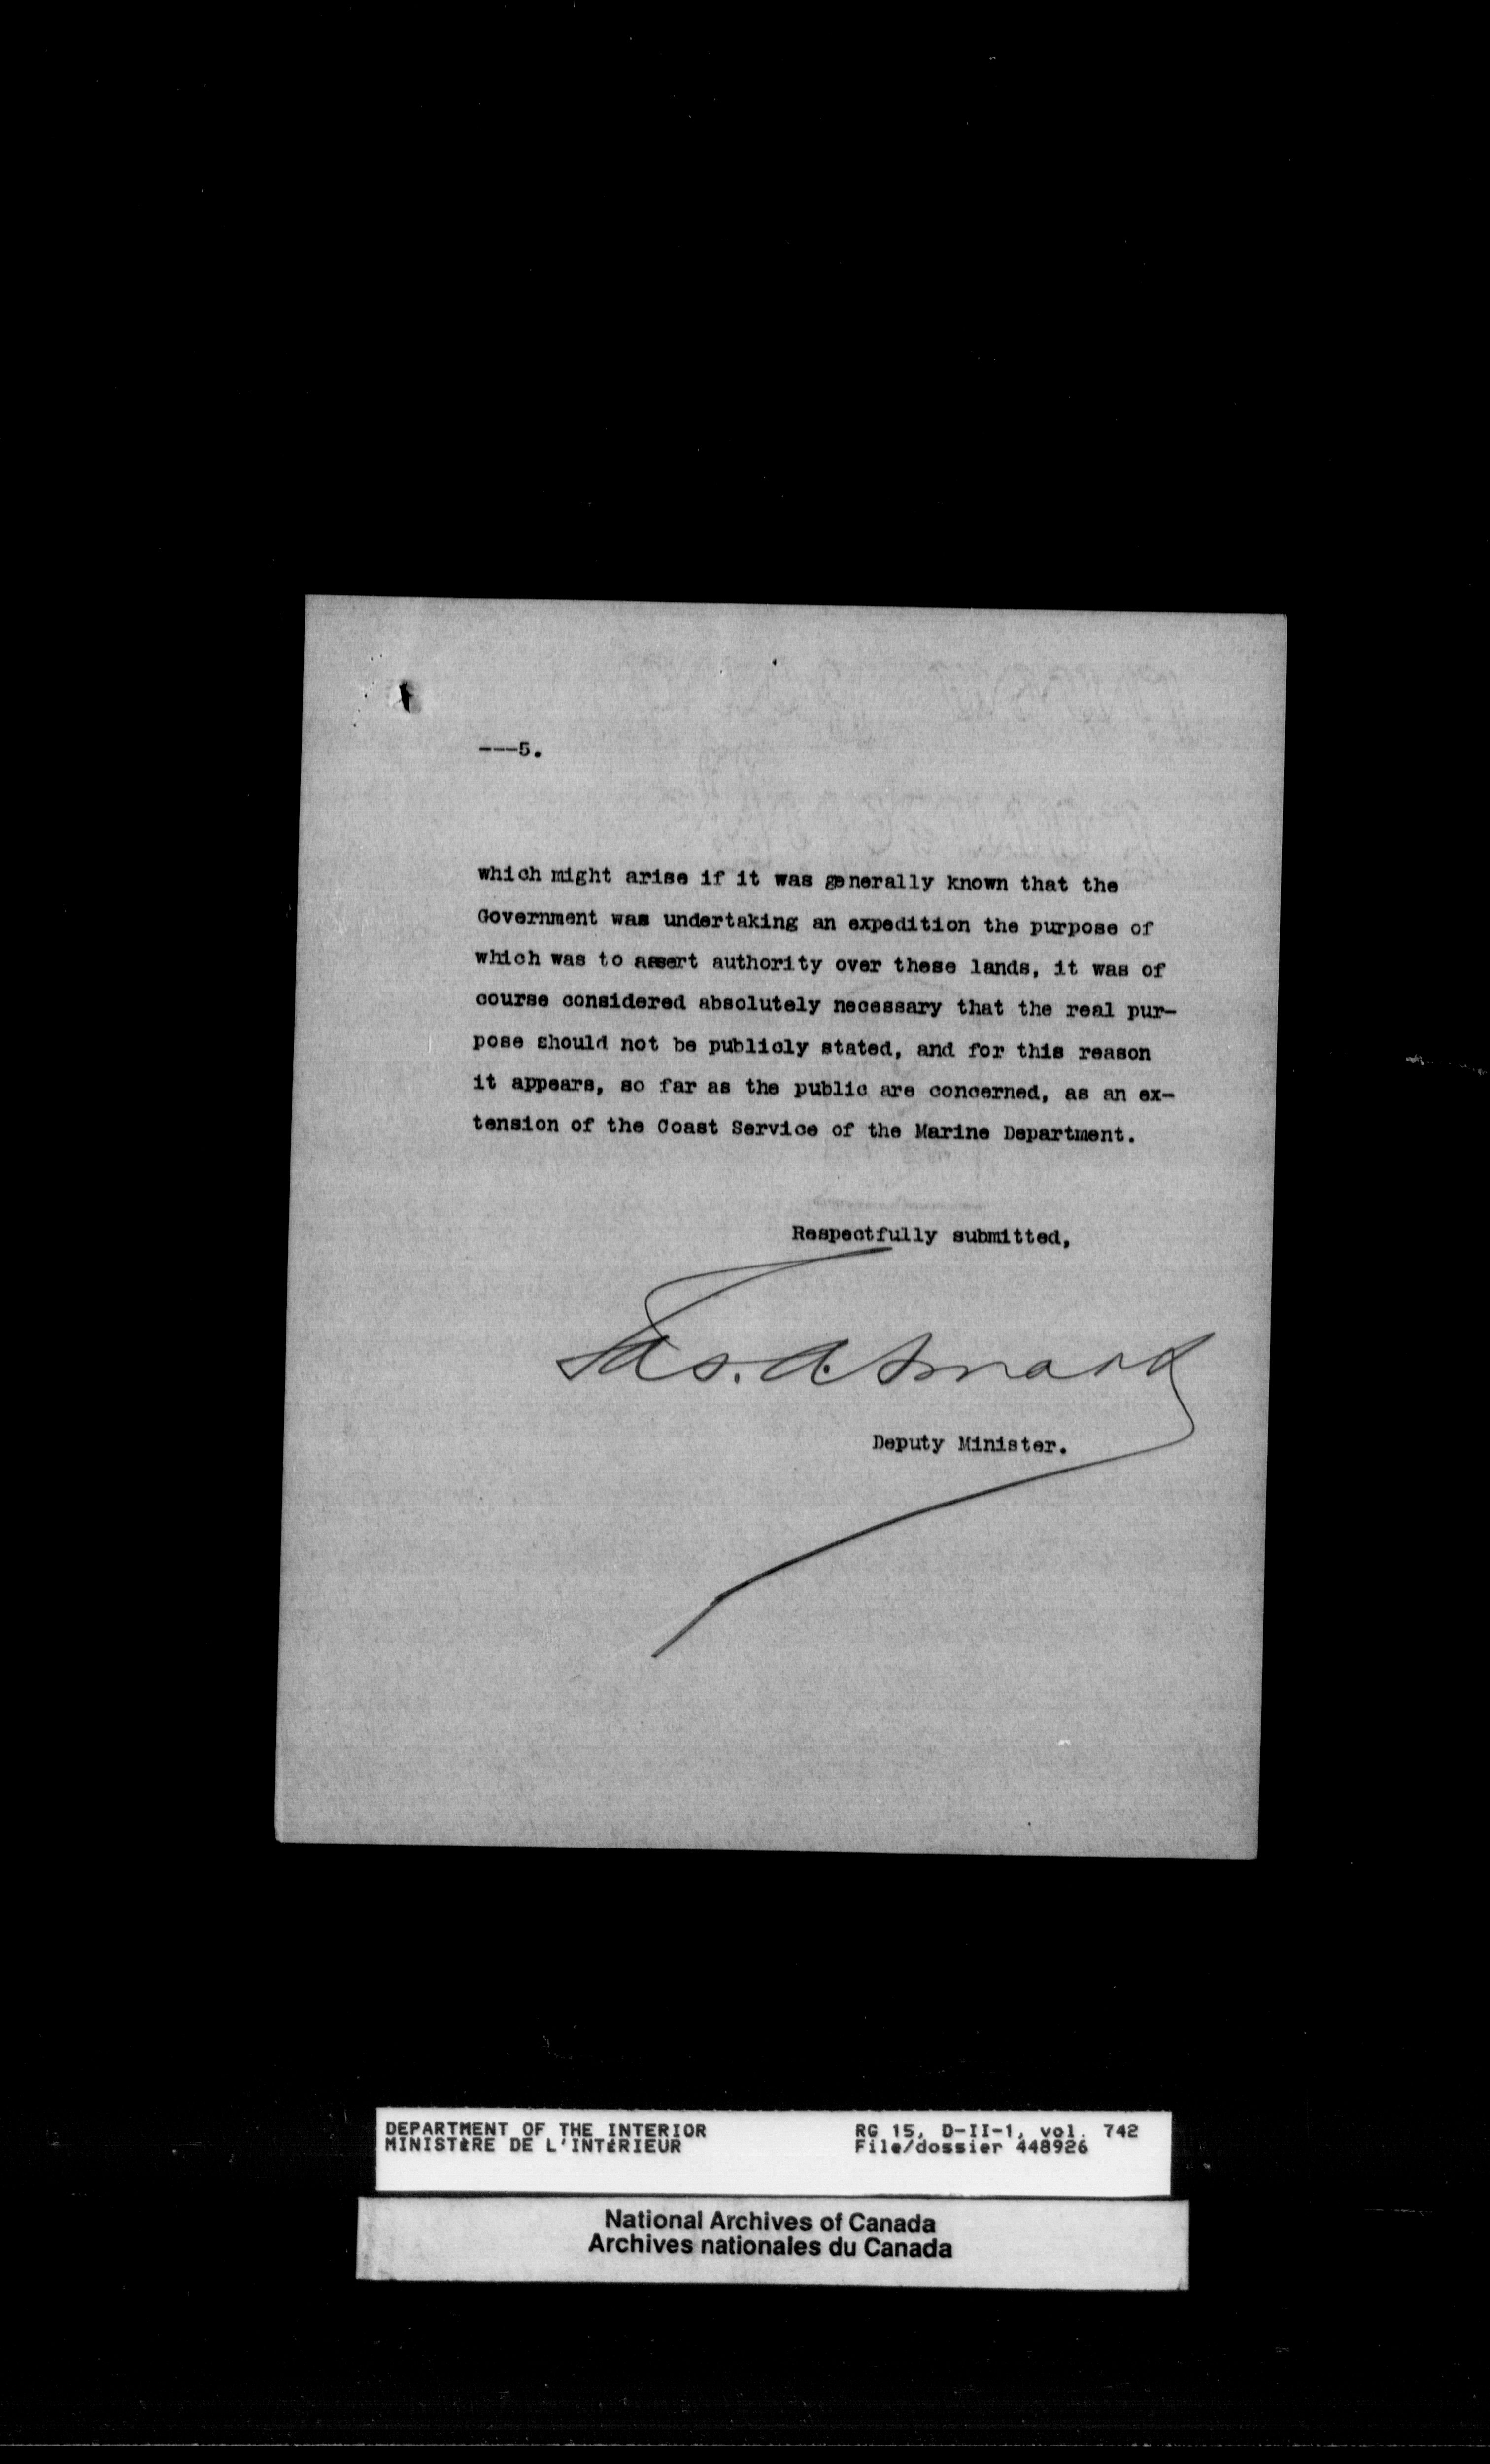 ---5.
which might arise if it was generally known that the
Government was undertaking an expedition the purpose of
which was to assert authority over these lands, it was of
course considered absolutely necessary that the real pur-
pose should not be publicly stated, and for this reason
it appears, so far as the public are concerned, as an ex-
tension of the Coast Service of the Marine Department.
Respectfully submitted,
Jas. A. Smart
Deputy Minister.
DEPARTMENT OF THE INTERIOR RG 15, D-II-1, vol. 742
MINISTÈRE DE L'INTÉRIEUR File/dossier 448926
National Archives of Canada
Archives nationales du Canada